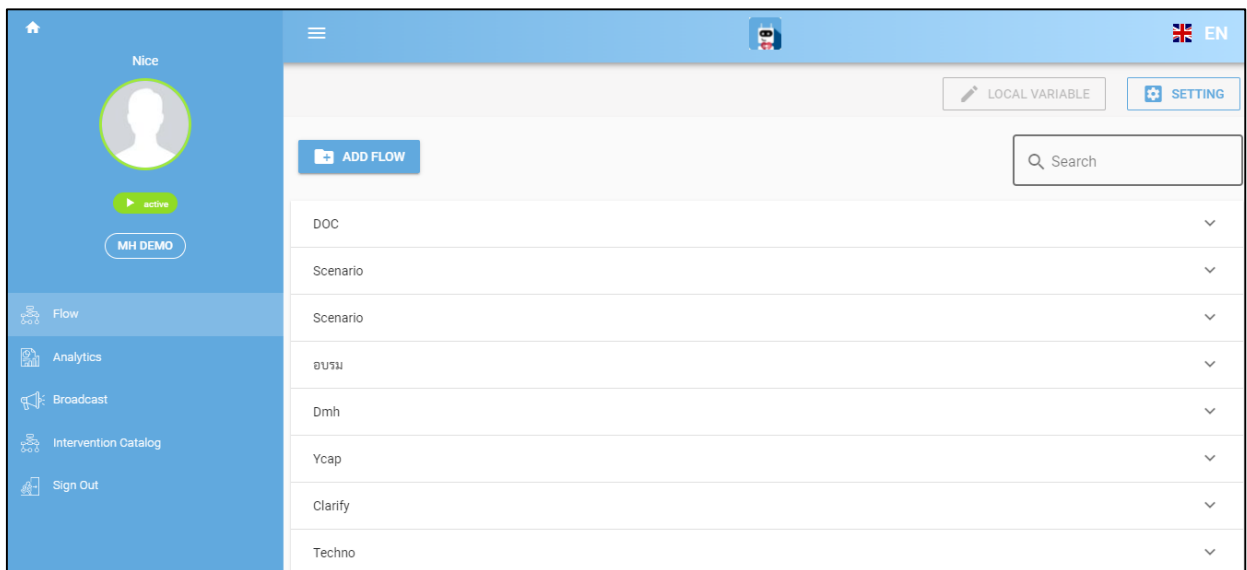 Nice
active
MH DEMO
Flow
Analytics
Broadcast
Intervention Catalog
Sign Out
EN
LOCAL VARIABLE
SETTING
ADD FLOW
Search
DOC
Scenario
Scenario
อบรม
Dmh
Ycap
Clarify
Techno